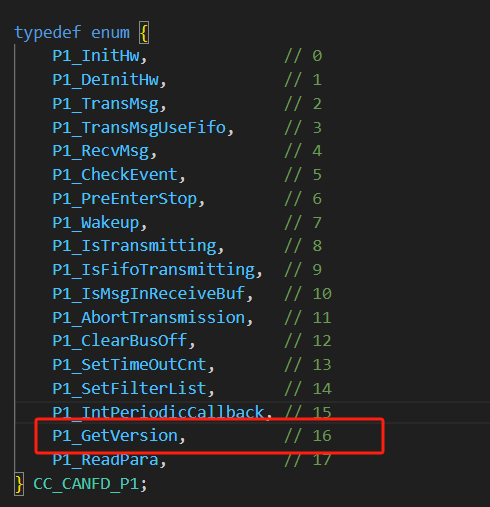 typedef enum {
P1_InitHw, // 0
P1_DeInitHw, // 1
P1_TransMsg, // 2
P1_TransMsgUseFifo, // 3
P1_RecvMsg, // 4
P1_CheckEvent, // 5
P1_PreEnterStop, // 6
P1_Wakeup, // 7
P1_IsTransmitting, // 8
P1_IsFifoTransmitting, // 9
P1_IsMsgInReceiveBuf, // 10
P1_AbortTransmission, // 11
P1_ClearBusOff, // 12
P1_SetTimeOutCnt, // 13
P1_SetFilterList, // 14
P1_IntPeriodicCallback, // 15
P1_GetVersion, // 16
P1_ReadPara, // 17
} CC_CANFD_P1;